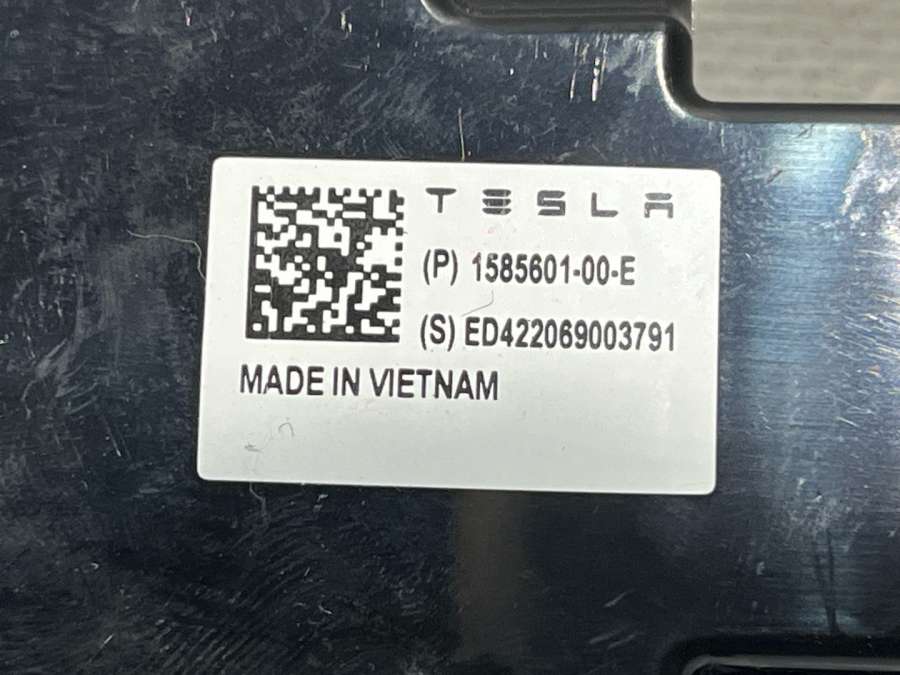 TESLA
(P) 1585601-00-E
(S) ED422069003791
MADE IN VIETNAM